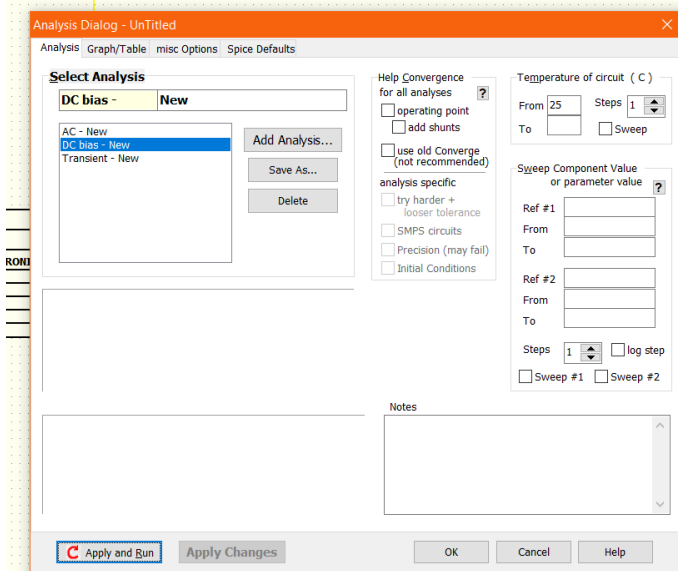 Analysis Dialog - UnTitled
Analysis Graph/Table misc Options Spice Defaults
Select Analysis
DC bias - New
AC - New
DC bias - New
Transient - New
Add Analysis...
Save As...
Delete
Help Convergence
for all analyses ?
operating point
add shunts
use old Converge
(not recommended)
analysis specific
try harder +
looser tolerance
SMPS circuits
Precision (may fail)
Initial Conditions
Temperature of circuit ( C )
From 25 Steps 1
To Sweep
Sweep Component Value
or parameter value ?
Ref #1
From
To
Ref #2
From
To
Steps 1 log step
Sweep #1 Sweep #2
Notes
Apply and Run Apply Changes OK Cancel Help